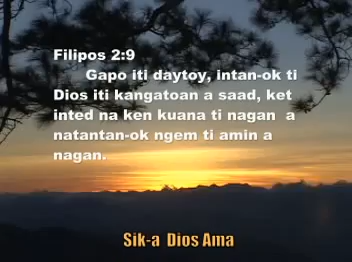 Filipos 2:9
Gapo iti daytoy, intan-ok ti
Dios iti kangatoan a saad, ket
inted na ken kuana ti nagan a
natantan-ok ngem ti amin a
nagan.
Sik-a Dios Ama